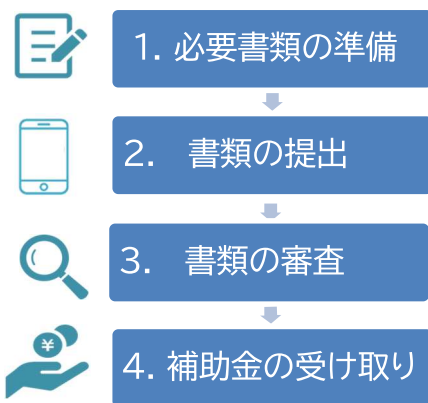 1. 必要書類の準備
2.　書類の提出
3.　書類の審査
¥
4. 補助金の受け取り